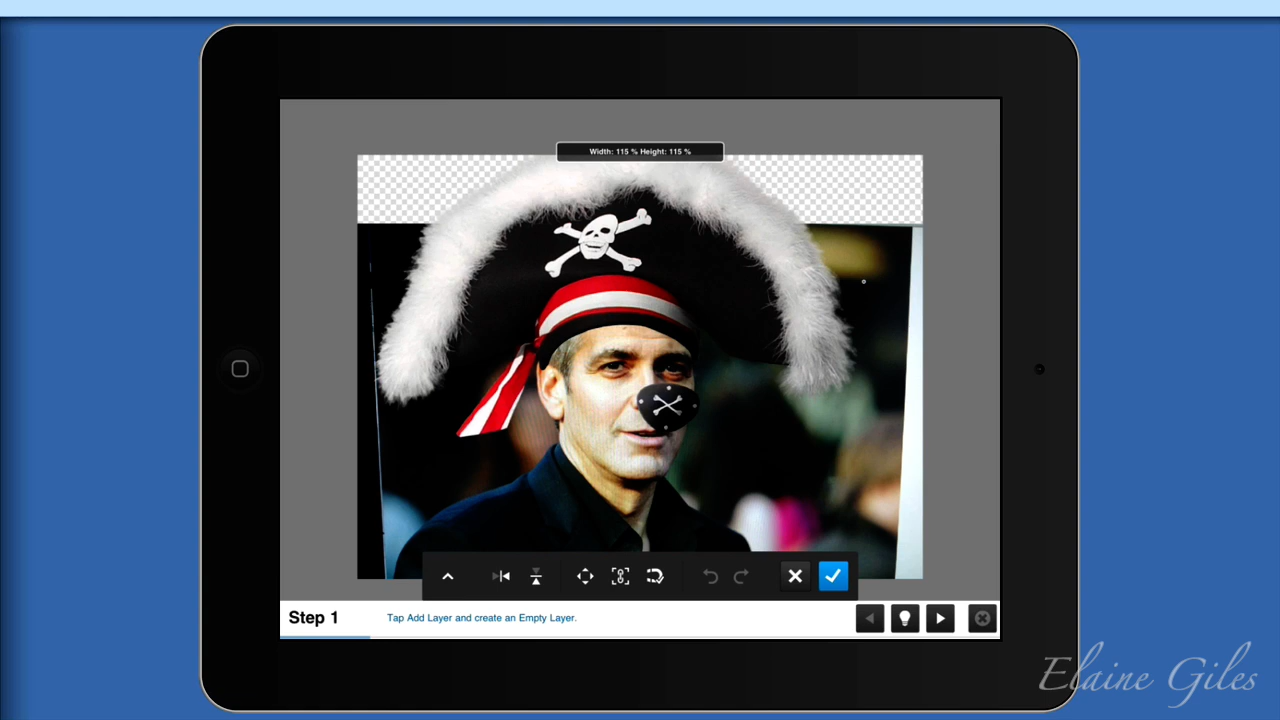 Width: 115 % Height: 115 %
Step 1
Tap Add Layer and create an Empty Layer.
Elaine Giles